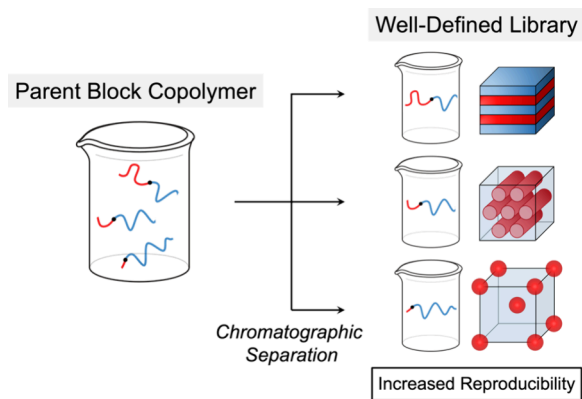 Well-Defined Library
Parent Block Copolymer
Chromatographic
Separation
Increased Reproducibility